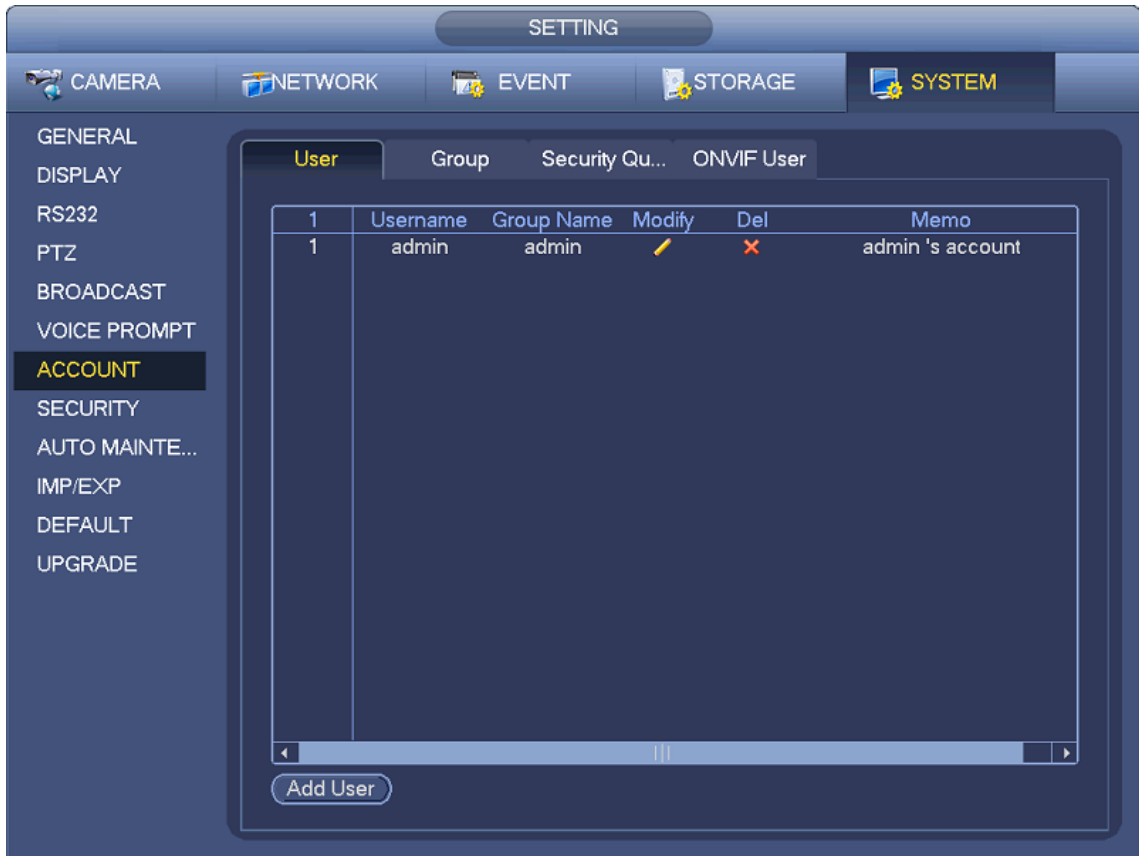 SETTING
CAMERA NETWORK EVENT STORAGE SYSTEM
GENERAL
DISPLAY
RS232
PTZ
BROADCAST
VOICE PROMPT
ACCOUNT
SECURITY
AUTO MAINTE...
IMP/EXP
DEFAULT
UPGRADE
User Group Security Qu... ONVIF User
1 Username Group Name Modify Del Memo
1 admin admin admin 's account
Add User